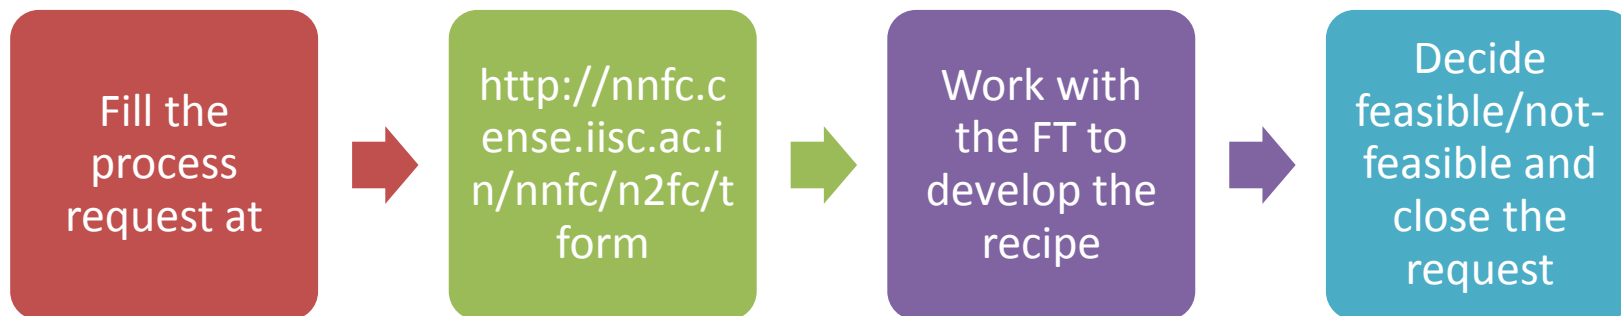 Fill the
process
request at
http://nnfc.c
ense.iisc.ac.i
n/nnfc/n2fc/t
form
Work with
the FT to
develop the
recipe
Decide
feasible/not-
feasible and
close the
request